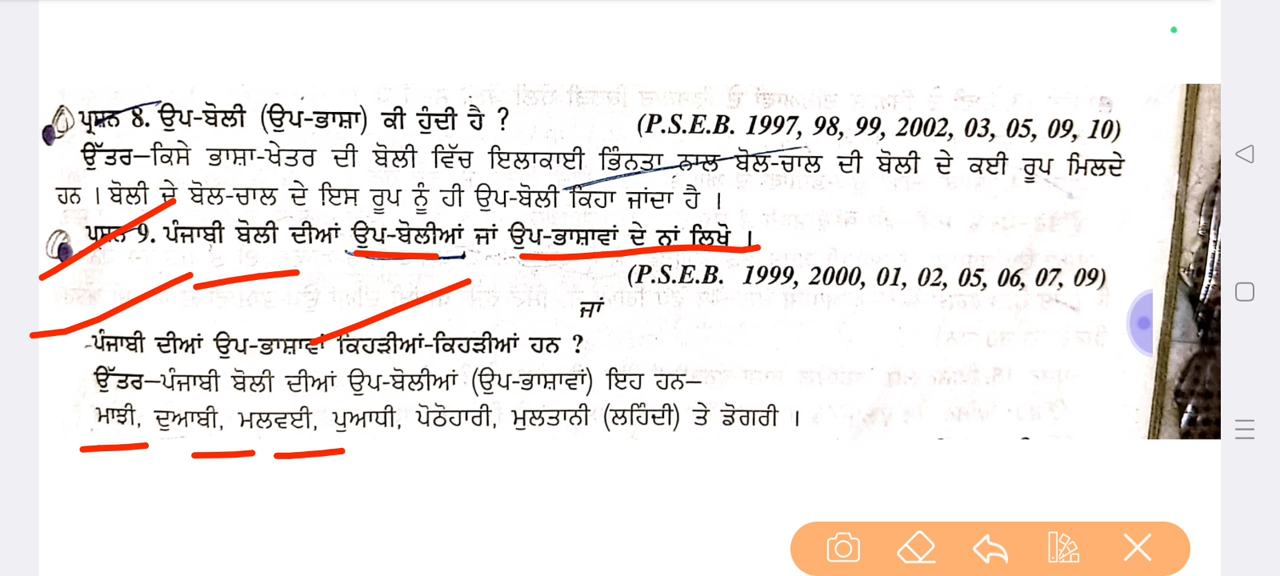 ਪ੍ਰਸ਼ਨ 8. ਉਪ-ਬੋਲੀ (ਉਪ-ਭਾਸ਼ਾ) ਕੀ ਹੁੰਦੀ ਹੈ ? (P.S.E.B. 1997, 98, 99, 2002, 03, 05, 09, 10)
ਉੱਤਰ—ਕਿਸੇ ਭਾਸ਼ਾ-ਖੇਤਰ ਦੀ ਬੋਲੀ ਵਿੱਚ ਇਲਾਕਾਈ ਭਿੰਨਤਾ ਨਾਲ ਬੋਲ-ਚਾਲ ਦੀ ਬੋਲੀ ਦੇ ਕਈ ਰੂਪ ਮਿਲਦੇ
ਹਨ । ਬੋਲੀ ਦੇ ਬੋਲ-ਚਾਲ ਦੇ ਇਸ ਰੂਪ ਨੂੰ ਹੀ ਉਪ-ਬੋਲੀ ਕਿਹਾ ਜਾਂਦਾ ਹੈ ।
ਪ੍ਰਸ਼ਨ 9. ਪੰਜਾਬੀ ਬੋਲੀ ਦੀਆਂ ਉਪ-ਬੋਲੀਆਂ ਜਾਂ ਉਪ-ਭਾਸ਼ਾਵਾਂ ਦੇ ਨਾਂ ਲਿਖੋ ।
(P.S.E.B. 1999, 2000, 01, 02, 05, 06, 07, 09)
ਜਾਂ
ਪੰਜਾਬੀ ਦੀਆਂ ਉਪ-ਭਾਸ਼ਾਵਾਂ ਕਿਹੜੀਆਂ-ਕਿਹੜੀਆਂ ਹਨ ?
ਉੱਤਰ—ਪੰਜਾਬੀ ਬੋਲੀ ਦੀਆਂ ਉਪ-ਬੋਲੀਆਂ (ਉਪ-ਭਾਸ਼ਾਵਾਂ) ਇਹ ਹਨ—
ਮਾਝੀ, ਦੁਆਬੀ, ਮਲਵਈ, ਪੁਆਧੀ, ਪੋਠੋਹਾਰੀ, ਮੁਲਤਾਨੀ (ਲਹਿੰਦੀ) ਤੇ ਡੋਗਰੀ ।